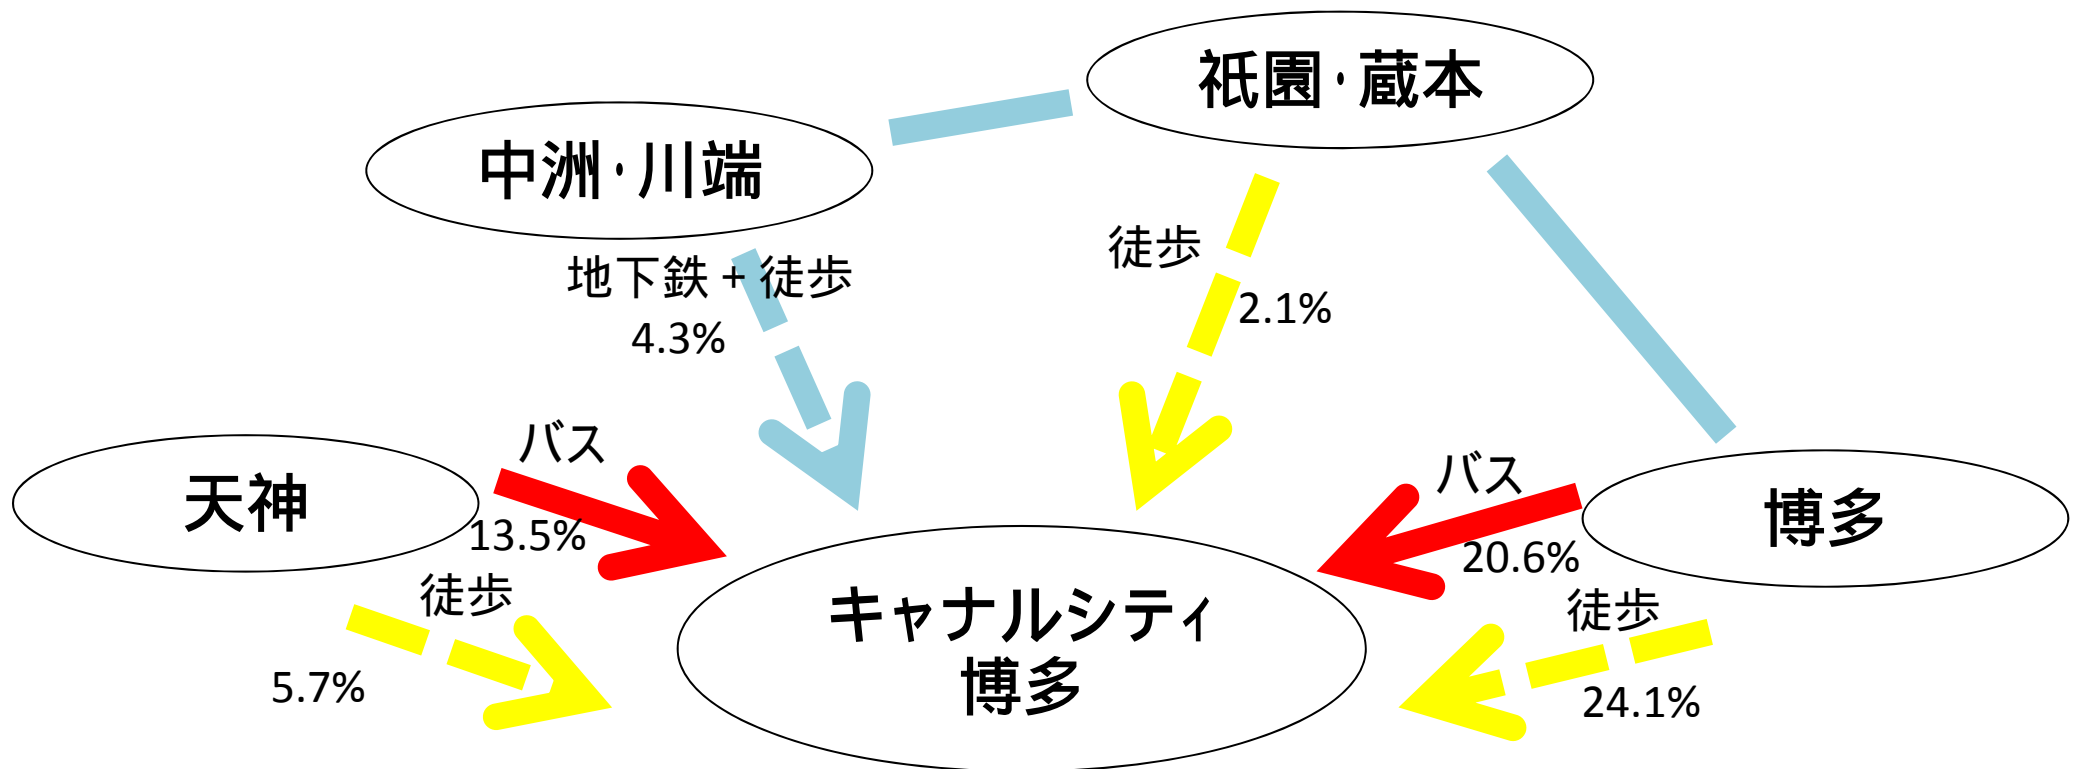 祇園・蔵本
中洲・川端
徒歩
地下鉄 + 徒歩
2.1%
4.3%
バス
バス
天神
博多
13.5%
20.6%
徒歩
徒歩
キャナルシティ
博多
5.7%
24.1%